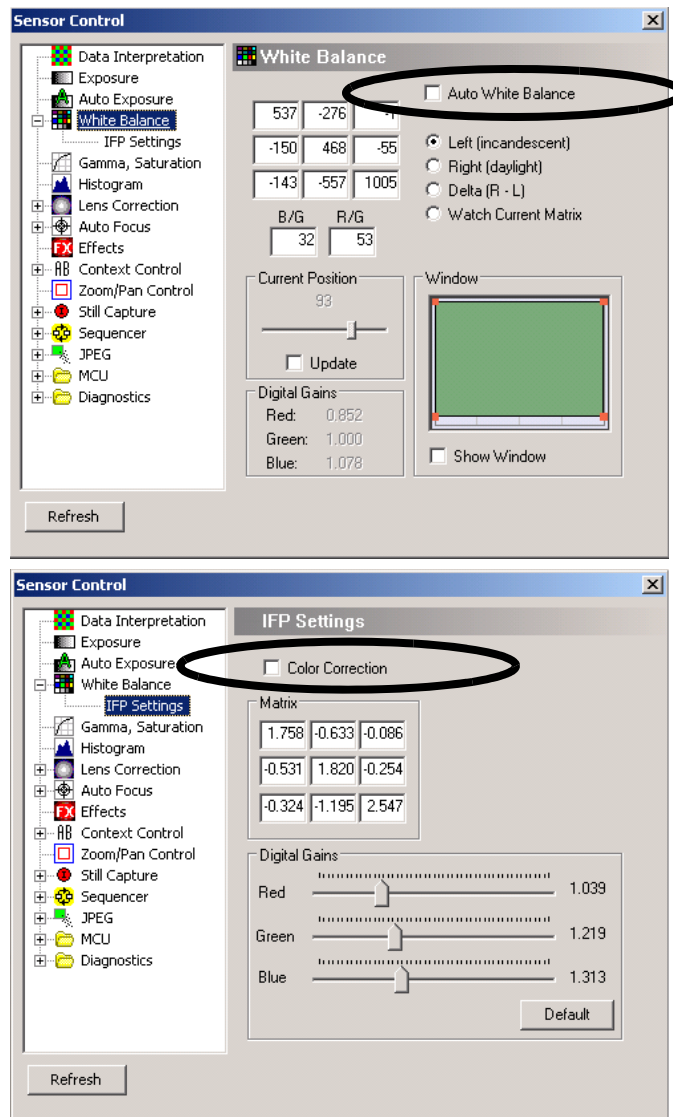 Sensor Control
Data Interpretation
Exposure
Auto Exposure
White Balance
IFP Settings
Gamma, Saturation
Histogram
Lens Correction
Auto Focus
FX Effects
AB Context Control
Zoom/Pan Control
Still Capture
Sequencer
JPEG
MCU
Diagnostics
Refresh
White Balance
Auto White Balance
537 -276 -1
-150 468 -55
-143 -557 1005
Left (incandescent)
Right (daylight)
Delta (R - L)
Watch Current Matrix
B/G R/G
32 53
Current Position
93
Update
Digital Gains
Red: 0.852
Green: 1.000
Blue: 1.078
Window
Show Window
Sensor Control
Data Interpretation
Exposure
Auto Exposure
White Balance
IFP Settings
Gamma, Saturation
Histogram
Lens Correction
Auto Focus
FX Effects
AB Context Control
Zoom/Pan Control
Still Capture
Sequencer
JPEG
MCU
Diagnostics
Refresh
IFP Settings
Color Correction
Matrix
1.758 -0.633 -0.086
-0.531 1.820 -0.254
-0.324 -1.195 2.547
Digital Gains
Red 1.039
Green 1.219
Blue 1.313
Default